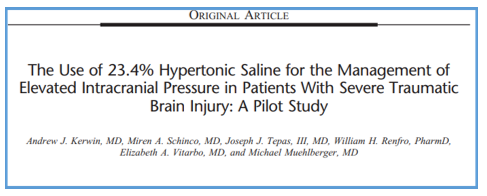 ORIGINAL ARTICLE
The Use of 23.4% Hypertonic Saline for the Management of
Elevated Intracranial Pressure in Patients With Severe Traumatic
Brain Injury: A Pilot Study
Andrew J. Kerwin, MD, Miren A. Schinco, MD, Joseph J. Tepas, III, MD, William H. Renfro, PharmD,
Elizabeth A. Vitarbo, MD, and Michael Muehlberger, MD